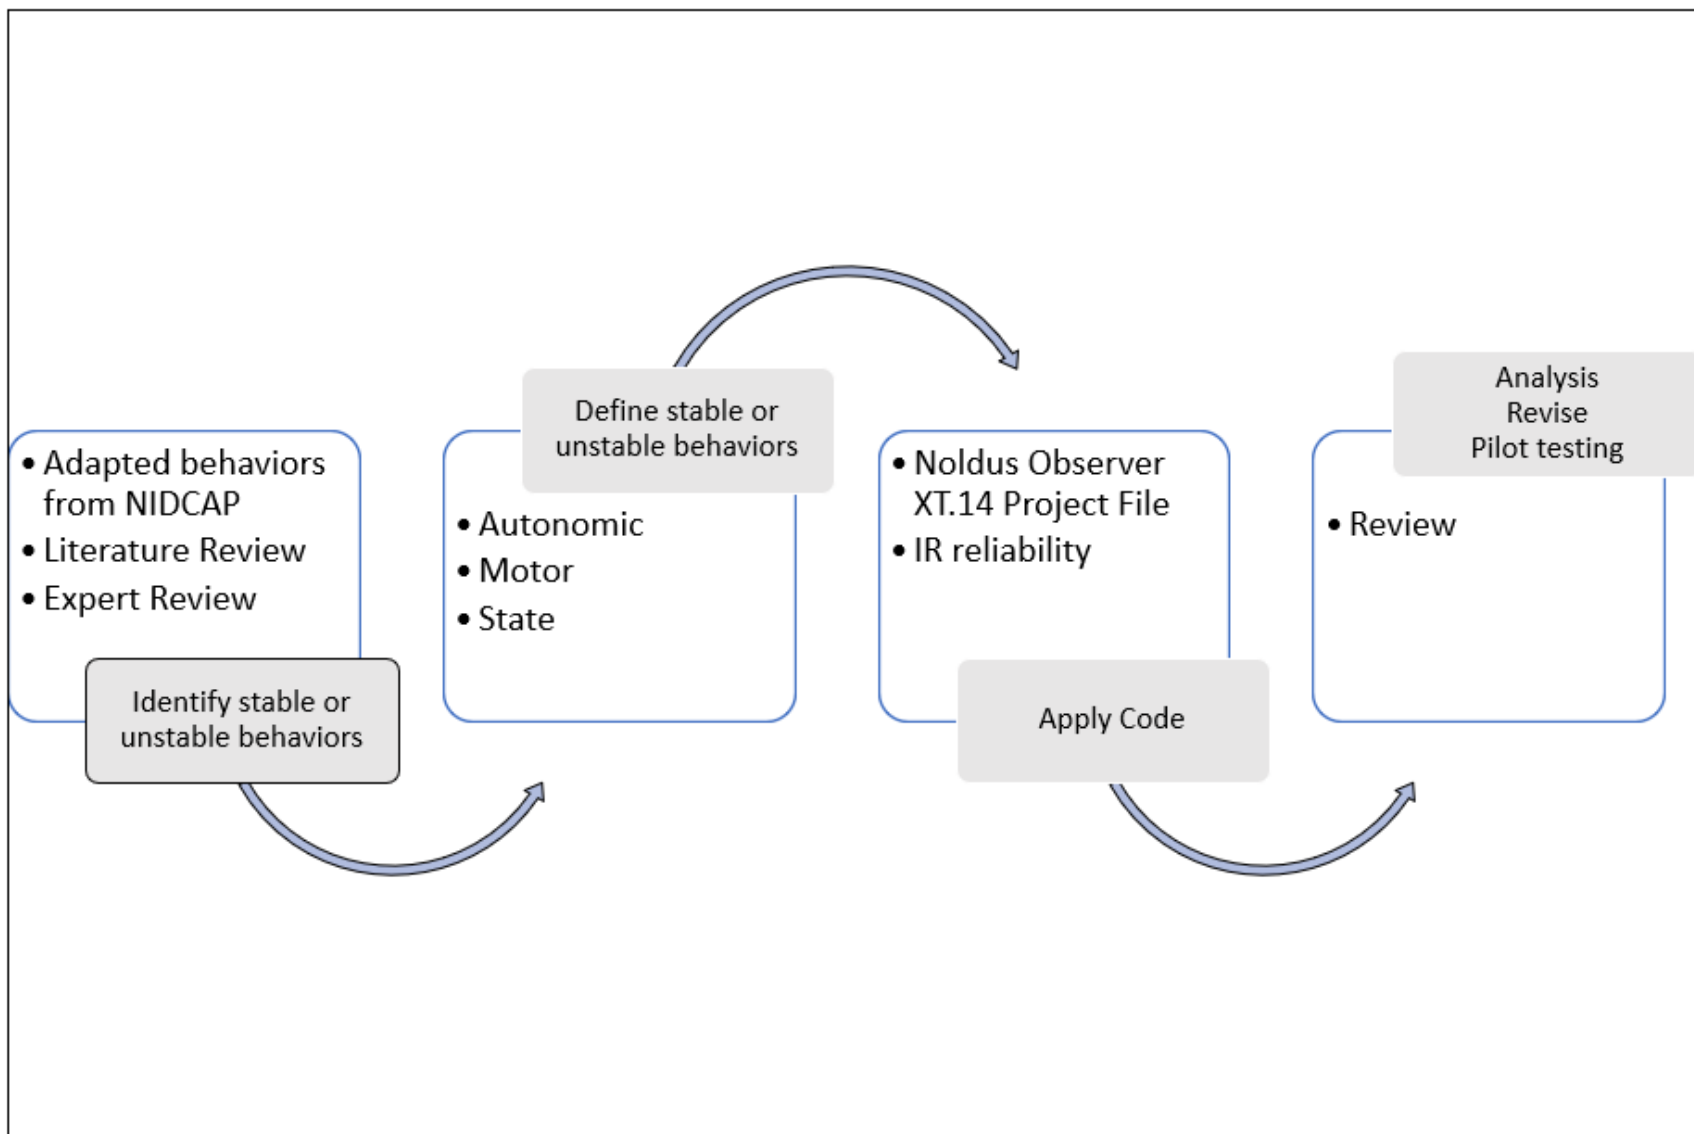 • Adapted behaviors
from NIDCAP
• Literature Review
• Expert Review
Identify stable or
unstable behaviors
Define stable or
unstable behaviors
• Autonomic
• Motor
• State
• Noldus Observer
XT.14 Project File
• IR reliability
Apply Code
Analysis
Revise
Pilot testing
• Review